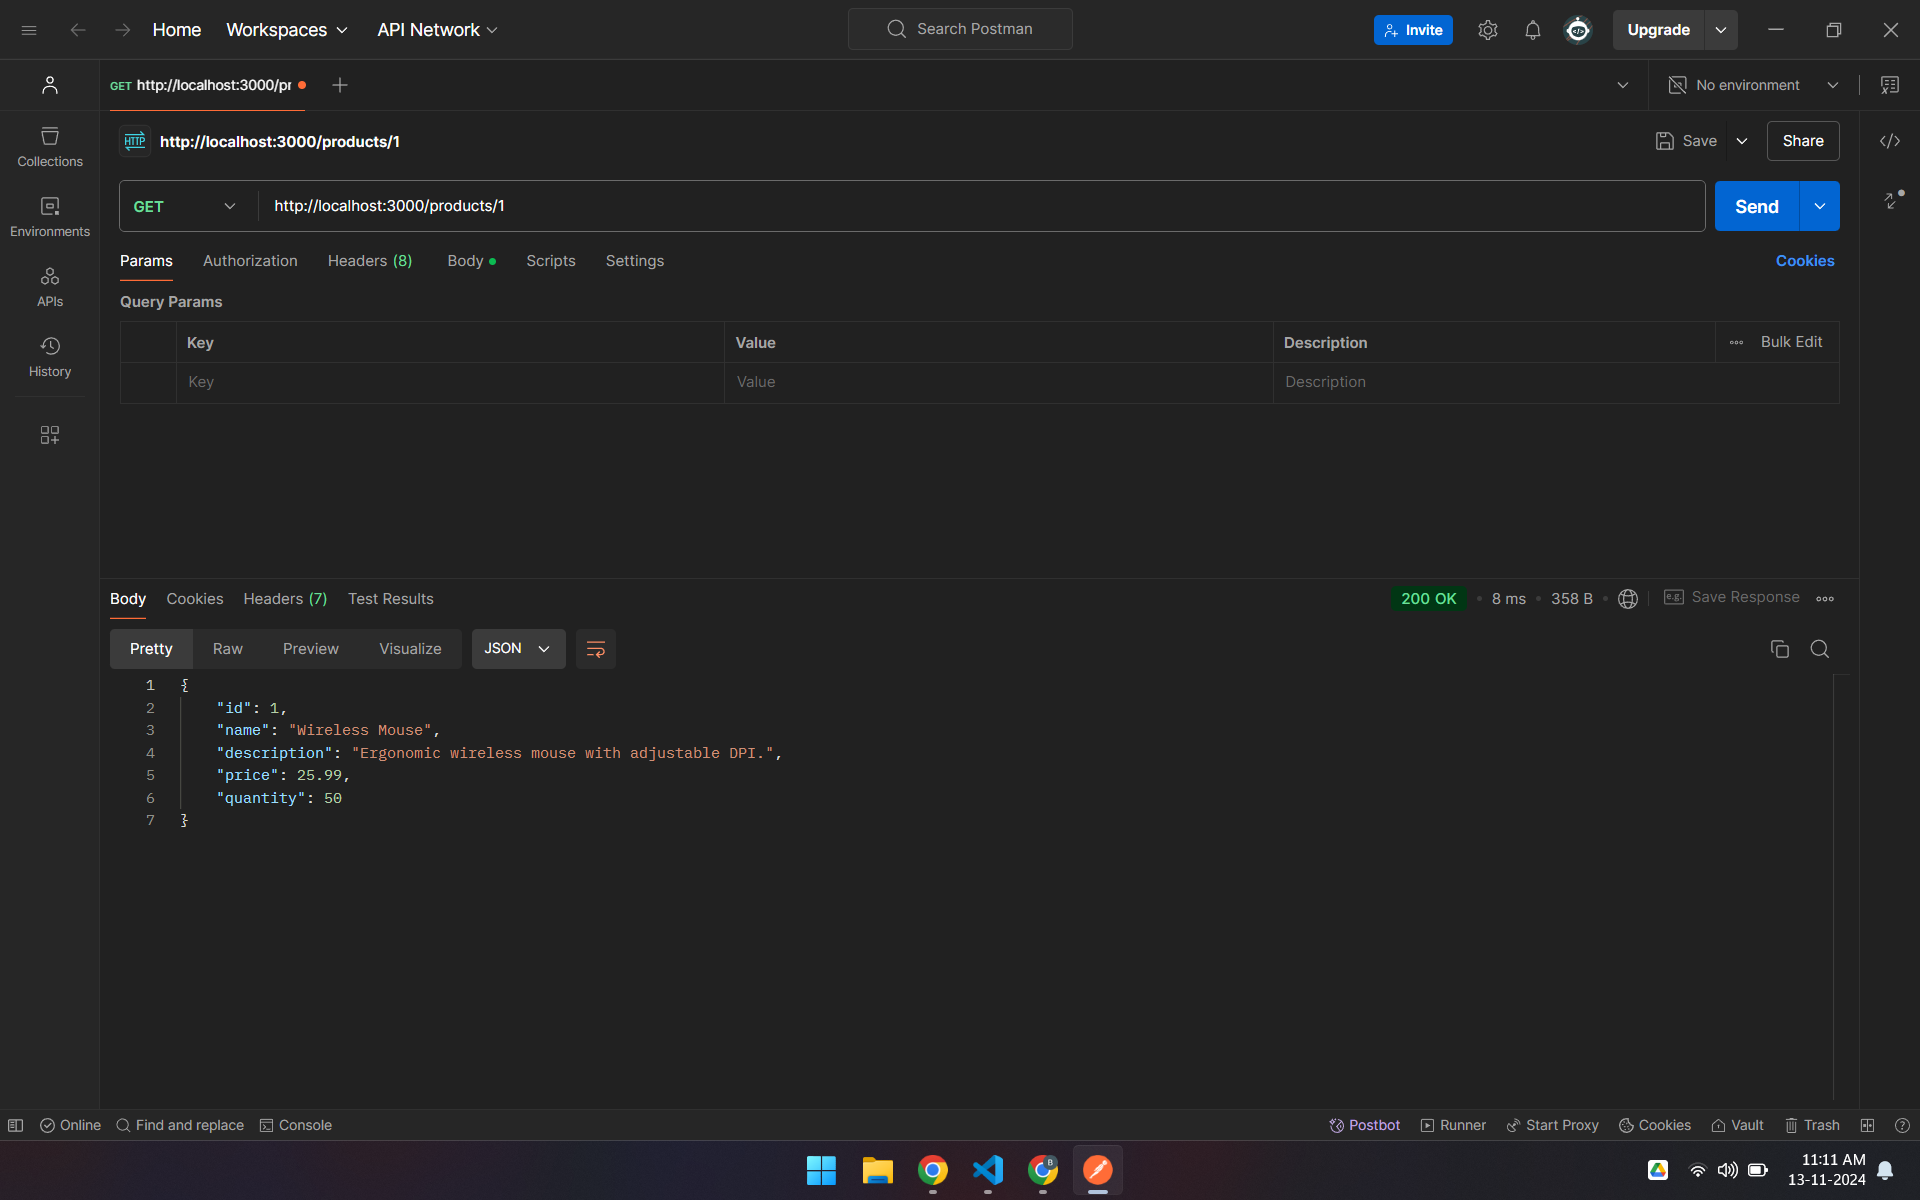 Home Workspaces API Network Search Postman Invite Upgrade
GET http://localhost:3000/pr No environment
HTTP http://localhost:3000/products/1 Save Share
Collections
Environments
APIs
History
GET http://localhost:3000/products/1 Send
Params Authorization Headers (8) Body Scripts Settings Cookies
Query Params
Key Value Description Bulk Edit
Key Value Description
Body Cookies Headers (7) Test Results 200 OK 8 ms 358 B e.g. Save Response
Pretty Raw Preview Visualize JSON
1 {
2 "id": 1,
3 "name": "Wireless Mouse",
4 "description": "Ergonomic wireless mouse with adjustable DPI.",
5 "price": 25.99,
6 "quantity": 50
7 }
Online Find and replace Console Postbot Runner Start Proxy Cookies Vault Trash
B
11:11 AM
13-11-2024